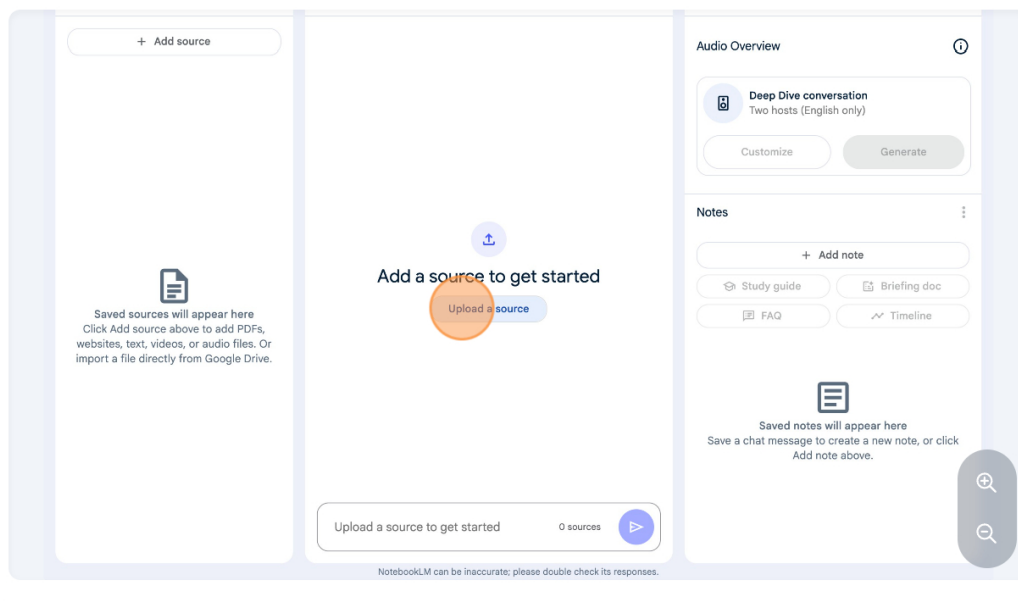 + Add source
Saved sources will appear here
Click Add source above to add PDFs,
websites, text, videos, or audio files. Or
import a file directly from Google Drive.
Add a source to get started
Upload a source
Upload a source to get started
0 sources
NotebookLM can be inaccurate; please double check its responses.
Audio Overview
Deep Dive conversation
Two hosts (English only)
Customize
Generate
Notes
+ Add note
Study guide
Briefing doc
FAQ
Timeline
Saved notes will appear here
Save a chat message to create a new note, or click
Add note above.